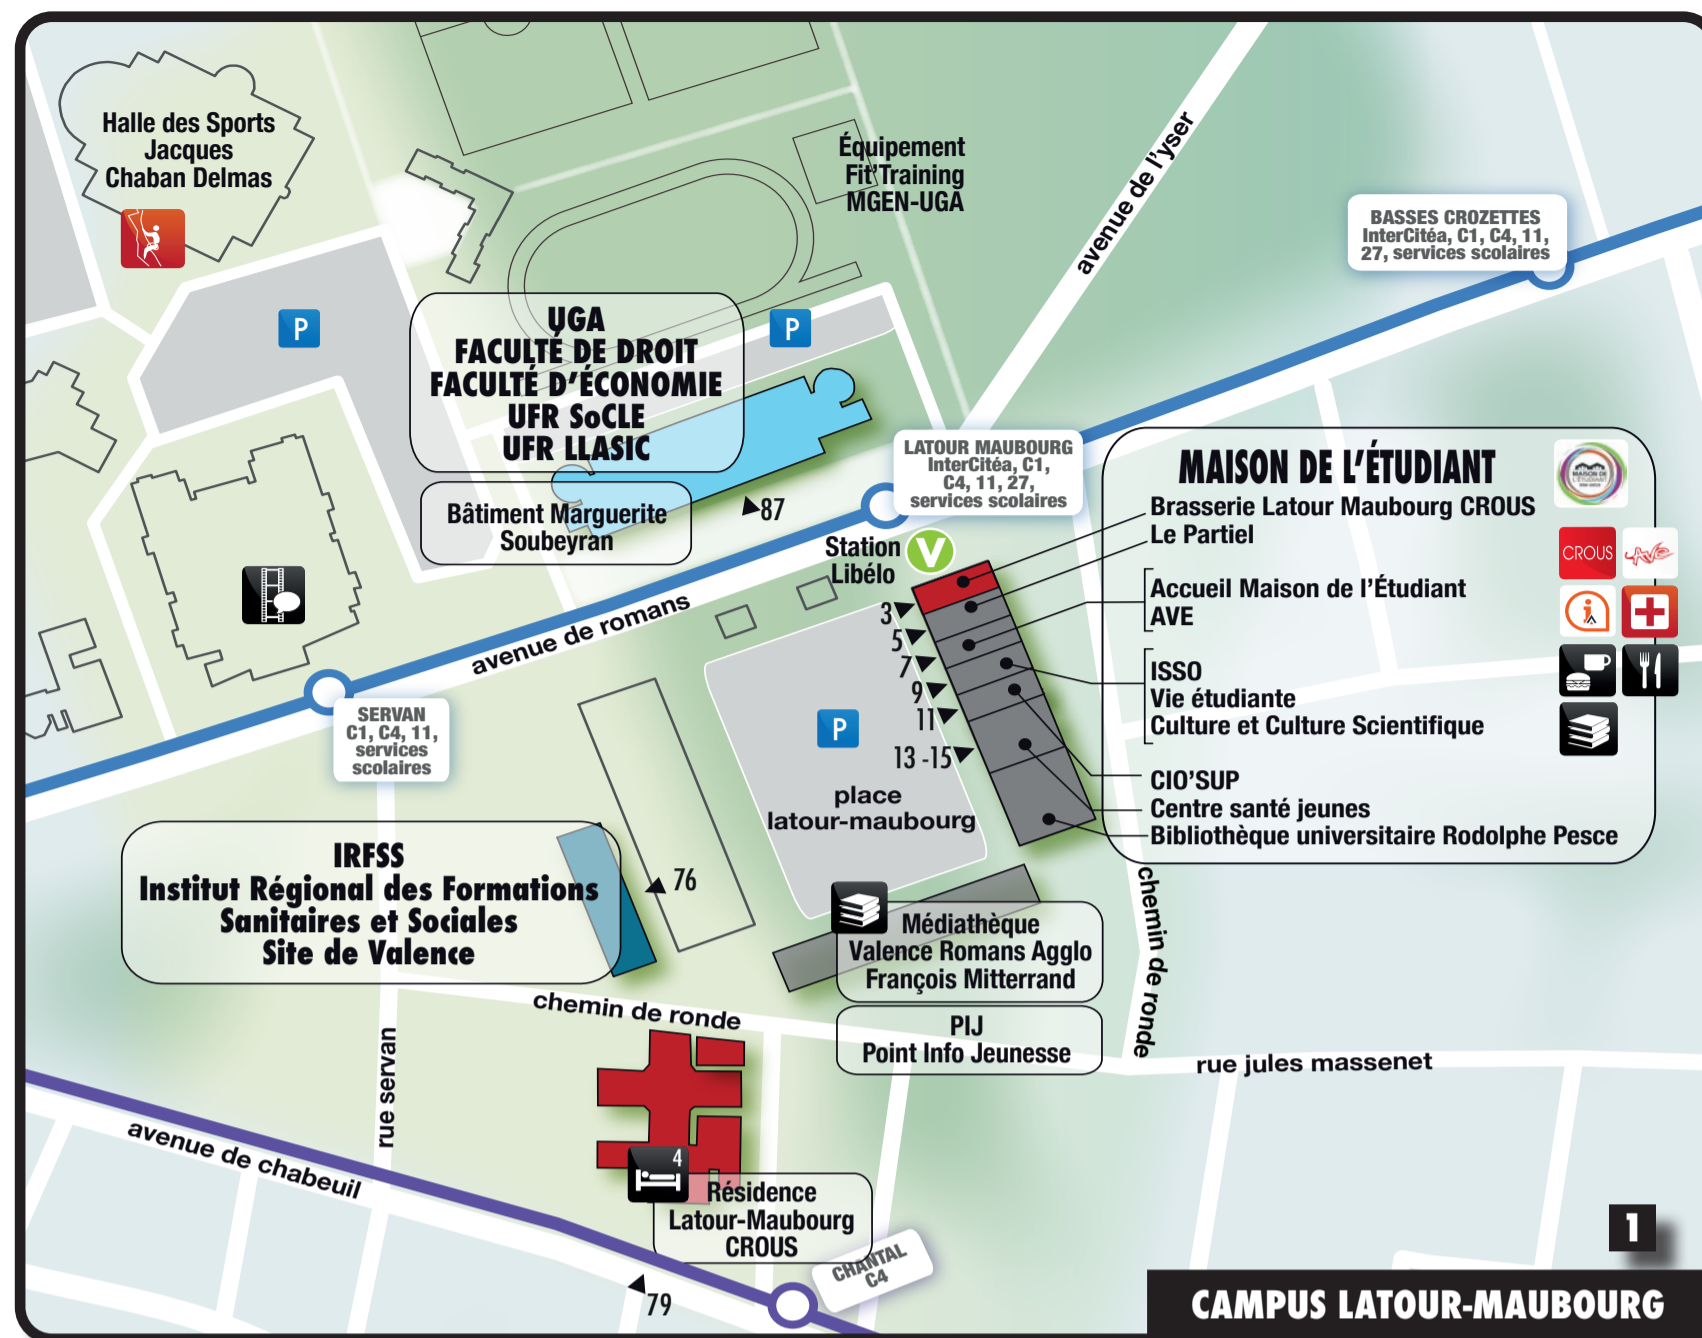 Halle des Sports
Jacques
Chaban Delmas
Équipement
Fit'Training
MGEN-UGA
avenue de l'yser
BASSES CROZETTES
InterCitéa, C1, C4, 11,
27, services scolaires
P
P
UGA
FACULTÉ DE DROIT
FACULTÉ D'ÉCONOMIE
UFR SoCLE
UFR LLASIC
Bâtiment Marguerite
Soubeyran
87
LATOUR MAUBOURG
InterCitéa, C1,
C4, 11, 27,
services scolaires
Station
Libélo
V
MAISON DE L'ÉTUDIANT
Brasserie Latour Maubourg CROUS
Le Partiel
Accueil Maison de l'Étudiant
AVE
ISSO
Vie étudiante
Culture et Culture Scientifique
CIO'SUP
Centre santé jeunes
Bibliothèque universitaire Rodolphe Pesce
MAISON DE
L'ÉTUDIANT
CROUS
AVE
3
5
7
9
11
13 -15
avenue de romans
SERVAN
C1, C4, 11,
services
scolaires
P
place
latour-maubourg
IRFSS
Institut Régional des Formations
Sanitaires et Sociales
Site de Valence
76
Médiathèque
Valence Romans Agglo
François Mitterrand
PIJ
Point Info Jeunesse
chemin de ronde
chemin de ronde
rue jules massenet
rue servan
avenue de chabeuil
4
Résidence
Latour-Maubourg
CROUS
CHANTAL
C4
79
1
CAMPUS LATOUR-MAUBOURG